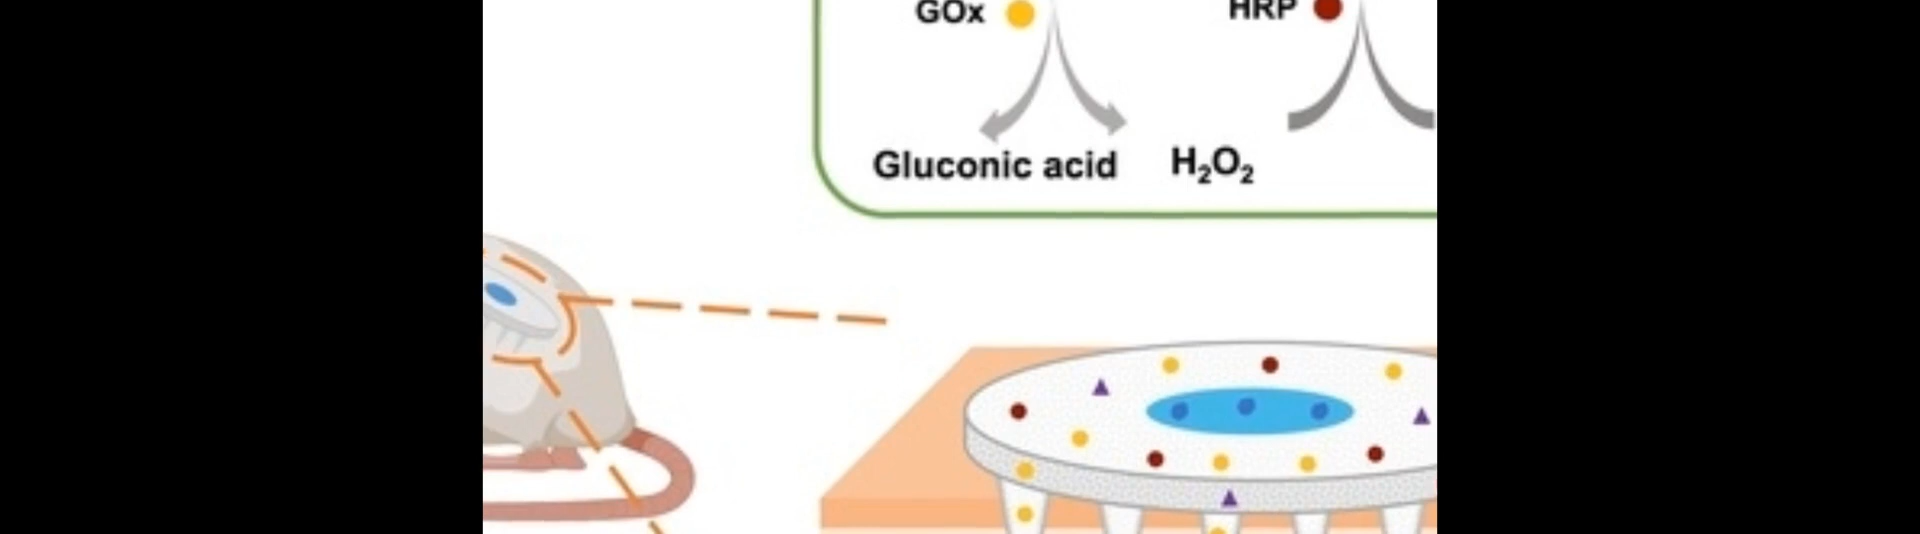 GOx
HRP
Gluconic acid
H₂O₂